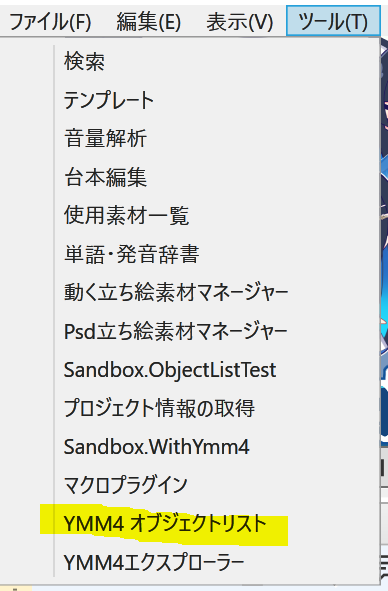 ファイル(F) 編集(E) 表示(V) ツール(T)
検索
テンプレート
音量解析
台本編集
使用素材一覧
単語・発音辞書
動く立ち絵素材マネージャー
Psd立ち絵素材マネージャー
Sandbox.ObjectListTest
プロジェクト情報の取得
Sandbox.WithYmm4
マクロプラグイン
YMM4 オブジェクトリスト
YMM4エクスプローラー